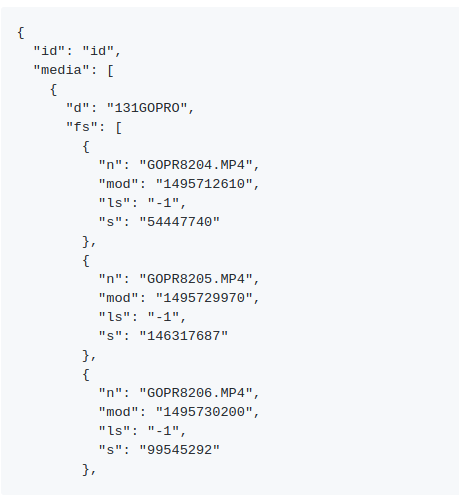 {
  "id": "id",
  "media": [
    {
      "d": "131GOPRO",
      "fs": [
        {
          "n": "GOPR8204.MP4",
          "mod": "1495712610",
          "ls": "-1",
          "s": "54447740"
        },
        {
          "n": "GOPR8205.MP4",
          "mod": "1495729970",
          "ls": "-1",
          "s": "146317687"
        },
        {
          "n": "GOPR8206.MP4",
          "mod": "1495730200",
          "ls": "-1",
          "s": "99545292"
        },